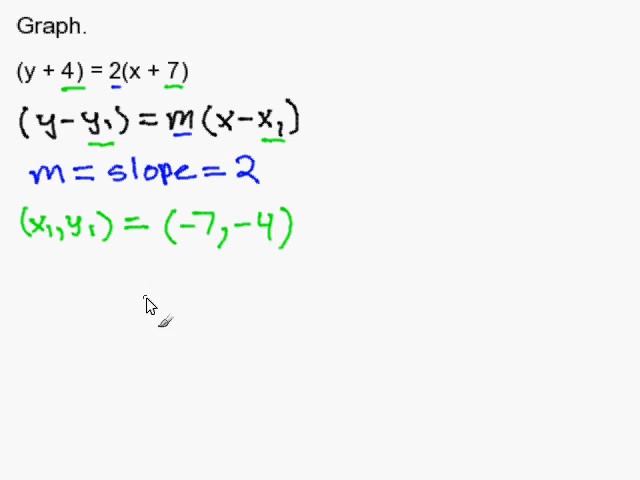 Graph.
(y + 4) = 2(x + 7)
(y - y₁) = m(x - x₁)
m = slope = 2
(x₁, y₁) = (-7, -4)